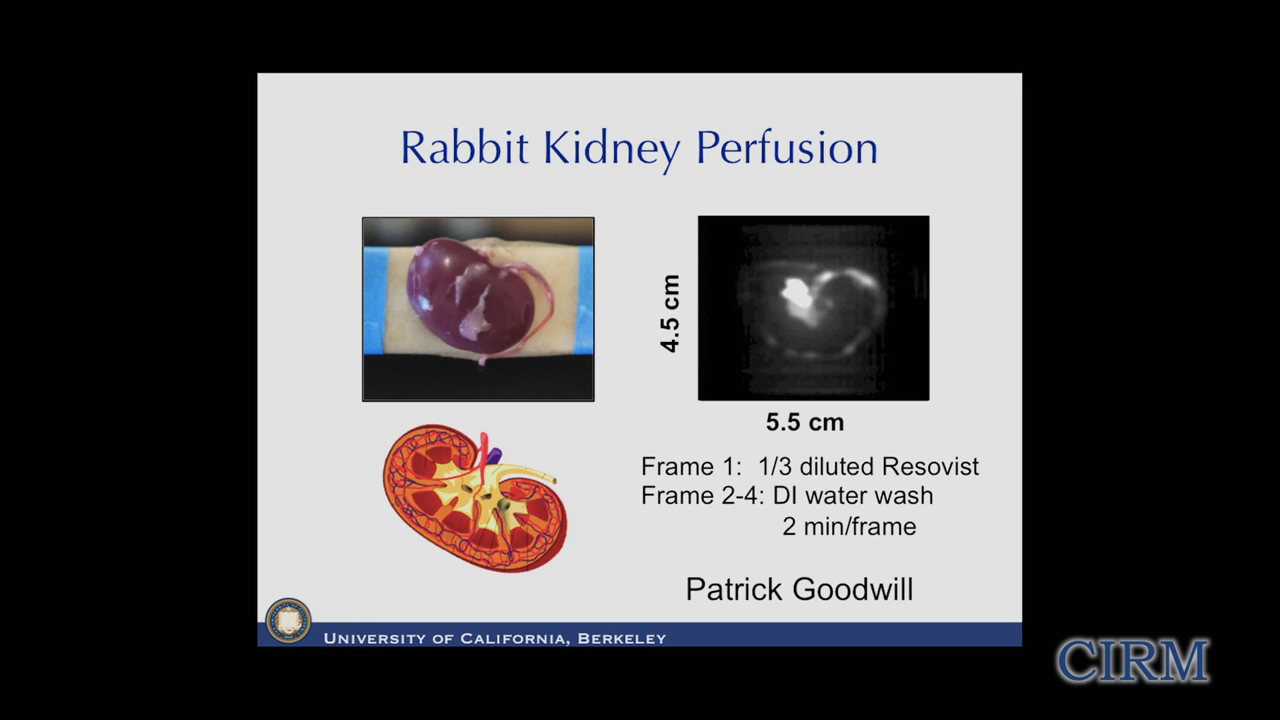 Rabbit Kidney Perfusion
4.5 cm
5.5 cm
Frame 1: 1/3 diluted Resovist
Frame 2-4: DI water wash
2 min/frame
Patrick Goodwill
UNIVERSITY OF CALIFORNIA, BERKELEY
CIRM